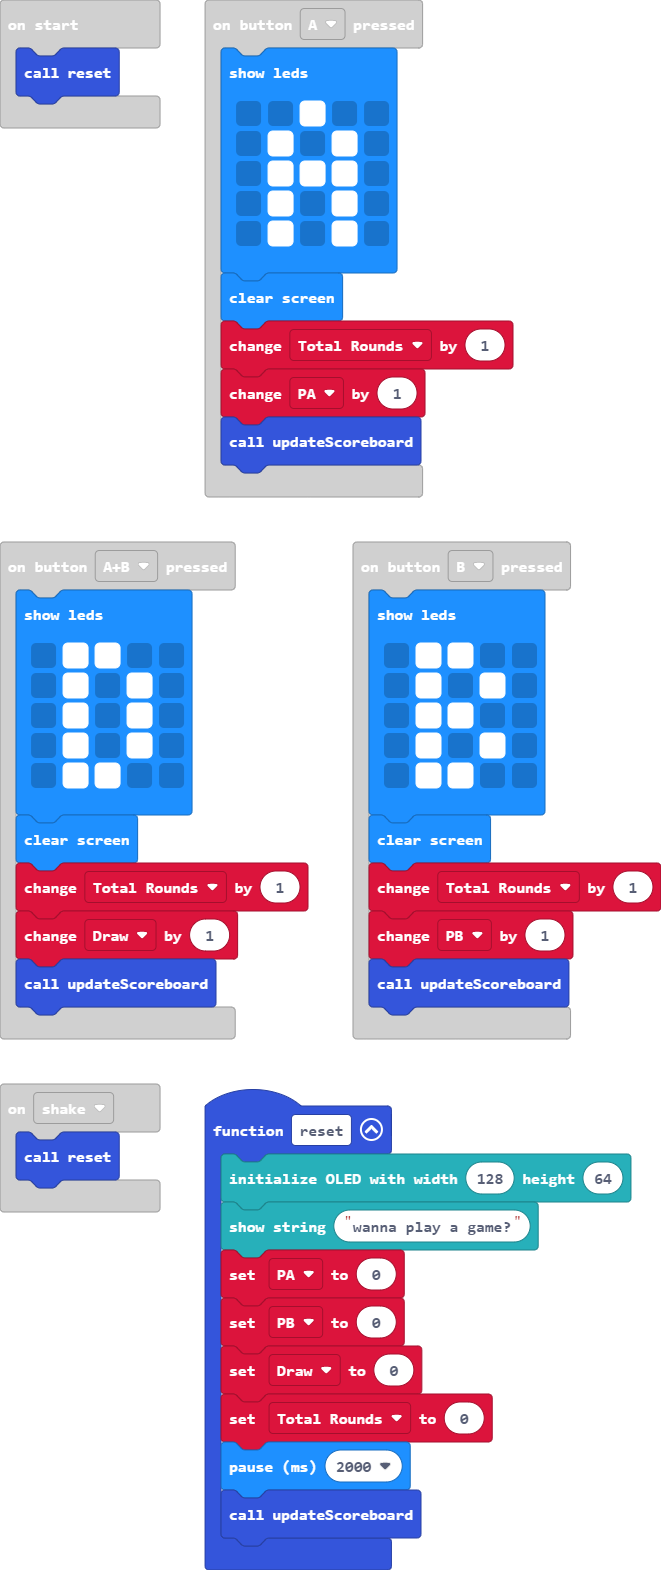 on start
call reset
on button A pressed
show leds
clear screen
change Total Rounds by 1
change PA by 1
call updateScoreboard
on button A+B pressed
show leds
clear screen
change Total Rounds by 1
change Draw by 1
call updateScoreboard
on button B pressed
show leds
clear screen
change Total Rounds by 1
change PB by 1
call updateScoreboard
on shake
call reset
function reset
initialize OLED with width 128 height 64
show string "wanna play a game?"
set PA to 0
set PB to 0
set Draw to 0
set Total Rounds to 0
pause (ms) 2000
call updateScoreboard